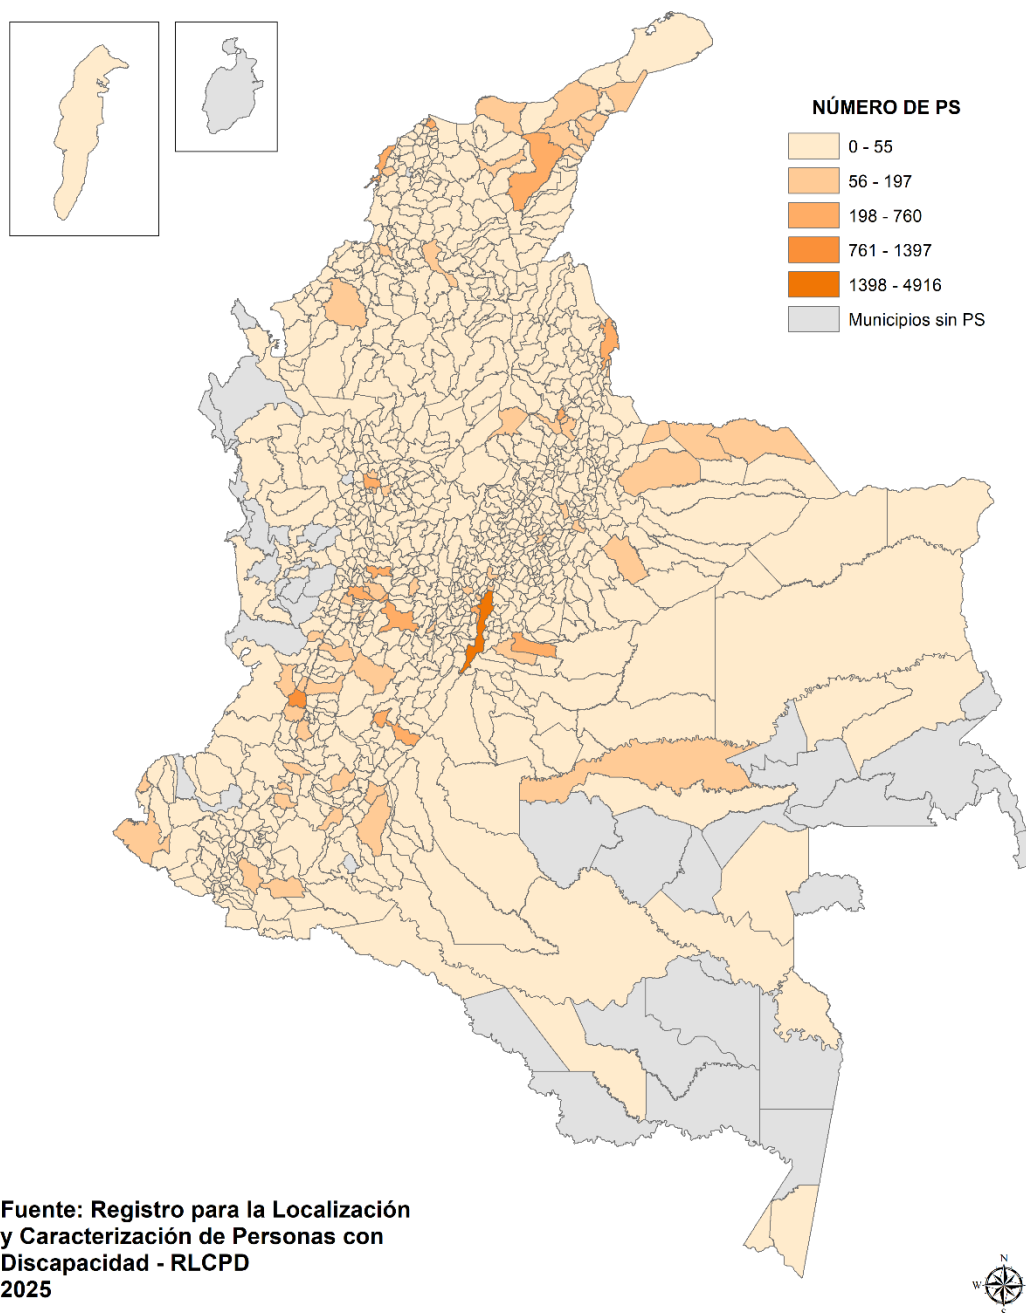 NÚMERO DE PS
0 - 55
56 - 197
198 - 760
761 - 1397
1398 - 4916
Municipios sin PS
Fuente: Registro para la Localización
y Caracterización de Personas con
Discapacidad - RLCPD
2025
N
W
S